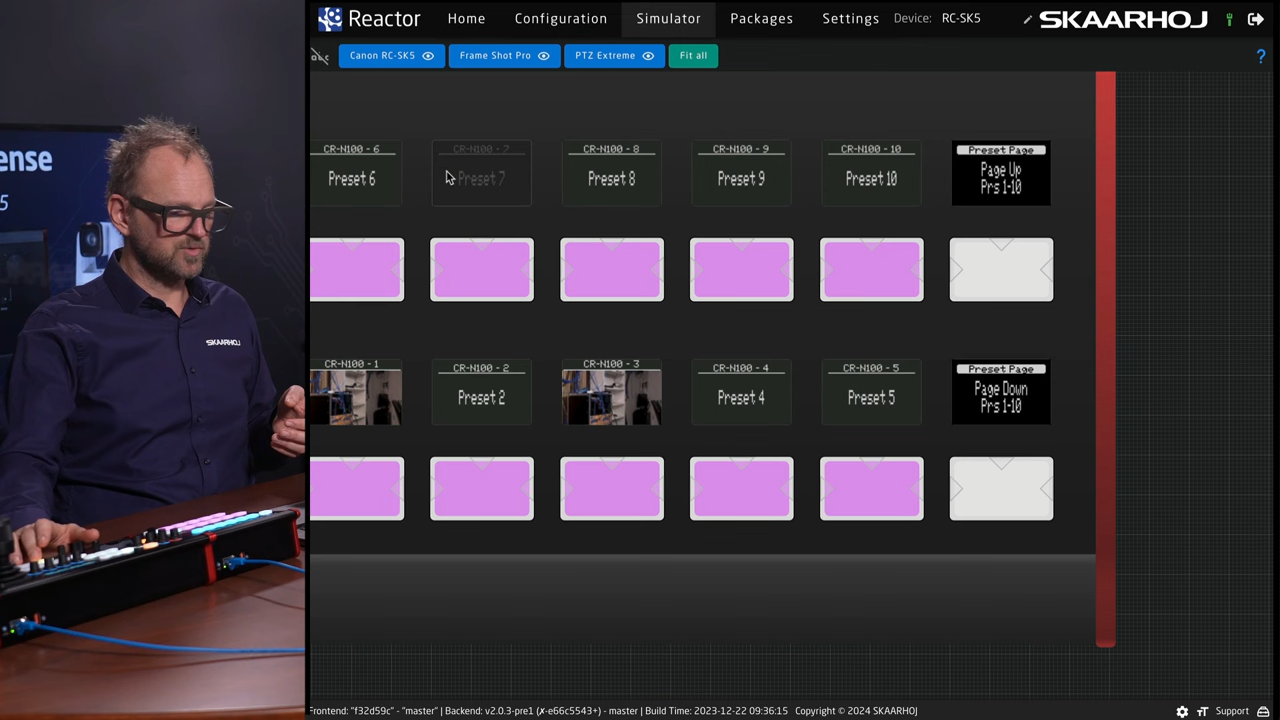 Reactor
Home
Configuration
Simulator
Packages
Settings
Device: RC-SK5
SKAARHOJ
abc
Canon RC-SK5
Frame Shot Pro
PTZ Extreme
Fit all
?
ense
5
SKAARHOJ
CR-N100 - 6
Preset 6
CR-N100 - 7
Preset 7
CR-N100 - 8
Preset 8
CR-N100 - 9
Preset 9
CR-N100 - 10
Preset 10
Preset Page
Page Up
Prs 1-10
CR-N100 - 1
CR-N100 - 2
Preset 2
CR-N100 - 3
CR-N100 - 4
Preset 4
CR-N100 - 5
Preset 5
Preset Page
Page Down
Prs 1-10
Frontend: "f32d59c" - "master" | Backend: v2.0.3-pre1 (✗-e66c5543+) - master | Build Time: 2023-12-22 09:36:15 Copyright © 2024 SKAARHOJ
Support